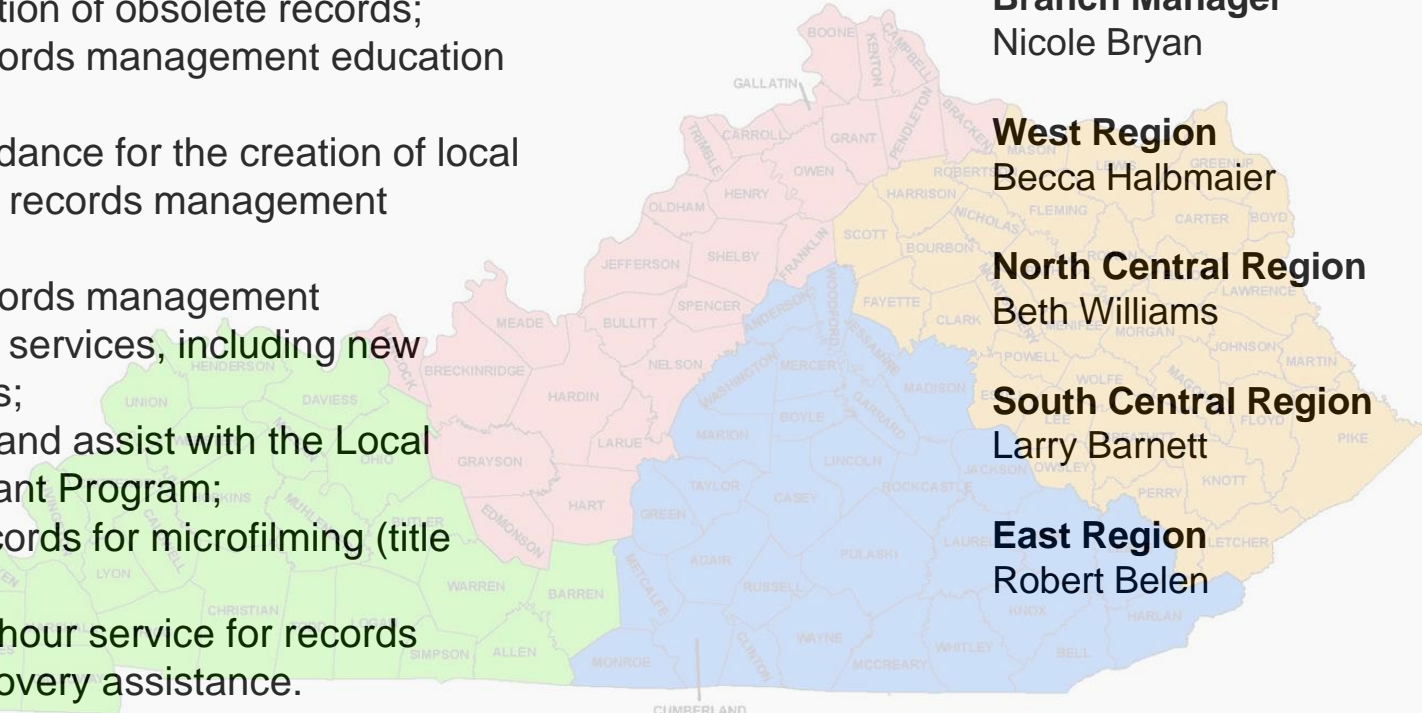 tion of obsolete records;
ords management education
dance for the creation of local
records management
ords management
services, including new
s;
and assist with the Local
ant Program;
cords for microfilming (title
hour service for records
overy assistance.
Branch Manager
Nicole Bryan
West Region
Becca Halbmaier
North Central Region
Beth Williams
South Central Region
Larry Barnett
East Region
Robert Belen
BOONE
KENTON
CAMPBELL
GALLATIN
CARROLL
TRIMBLE
GRANT
PENDLETON
BRACKEN
MASON
LEWIS
GREENUP
OWEN
ROBERTSON
HENRY
HARRISON
OLDHAM
NICHOLAS
FLEMING
CARTER
BOYD
SCOTT
SHELBY
FRANKLIN
BOURBON
JEFFERSON
LAWRENCE
SPENCER
ANDERSON
WOODFORD
FAYETTE
CLARK
MENIFEE
MORGAN
MEADE
BULLITT
JESSAMINE
JOHNSON
MARTIN
HENDERSON
BRECKINRIDGE
NELSON
WASHINGTON
MERCER
MADISON
POWELL
WOLFE
UNION
DAVIESS
HARDIN
BOYLE
GARRARD
LEE
FLOYD
PIKE
LARUE
MARION
LINCOLN
OHIO
GRAYSON
JACKSON
OWSLEY
KNOTT
TAYLOR
CASEY
ROCKCASTLE
PERRY
HART
GREEN
BUTLER
EDMONSON
LAUREL
LETCHER
ADAIR
PULASKI
LYON
METCALFE
WARREN
BARREN
RUSSELL
CHRISTIAN
LOGAN
KNOX
HARLAN
WAYNE
WHITLEY
BELL
SIMPSON
ALLEN
MONROE
CLINTON
MCCREARY
CUMBERLAND